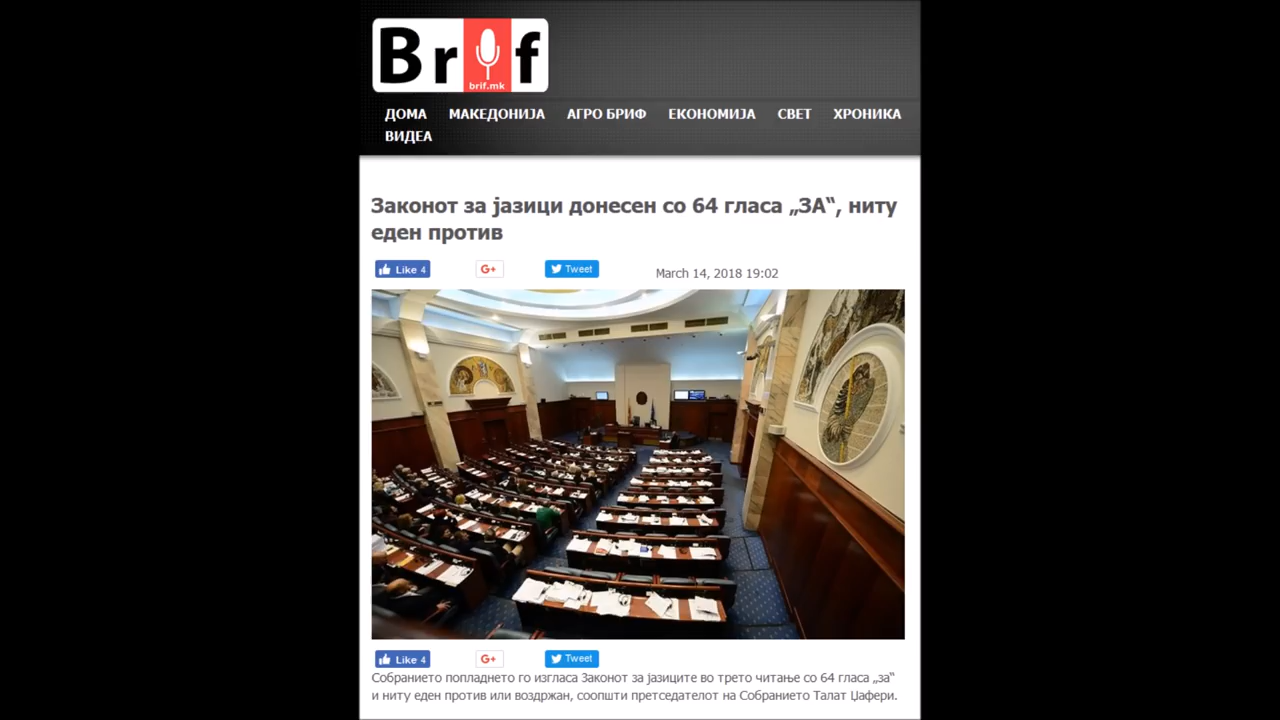 Brif
brif.mk
ДОМА МАКЕДОНИЈА АГРО БРИФ ЕКОНОМИЈА СВЕТ ХРОНИКА
ВИДЕА
Законот за јазици донесен со 64 гласа „ЗА“, ниту
еден против
Like 4 G+ Tweet March 14, 2018 19:02
Like 4 G+ Tweet
Собранието попладнето го изгласа Законот за јазиците во трето читање со 64 гласа „за“
и ниту еден против или воздржан, соопшти претседателот на Собранието Талат Џафери.